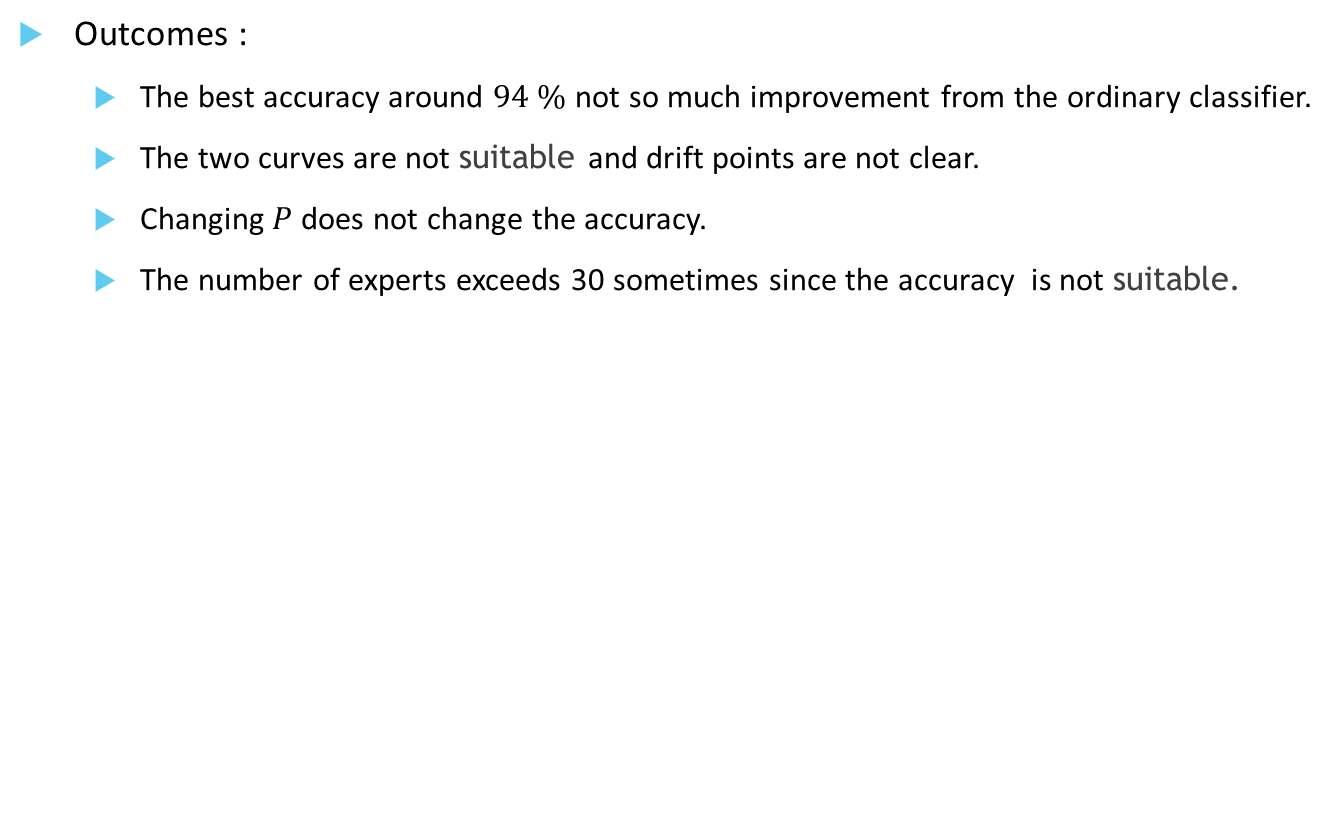 Outcomes :
The best accuracy around 94 % not so much improvement from the ordinary classifier.
The two curves are not suitable and drift points are not clear.
Changing P does not change the accuracy.
The number of experts exceeds 30 sometimes since the accuracy is not suitable.